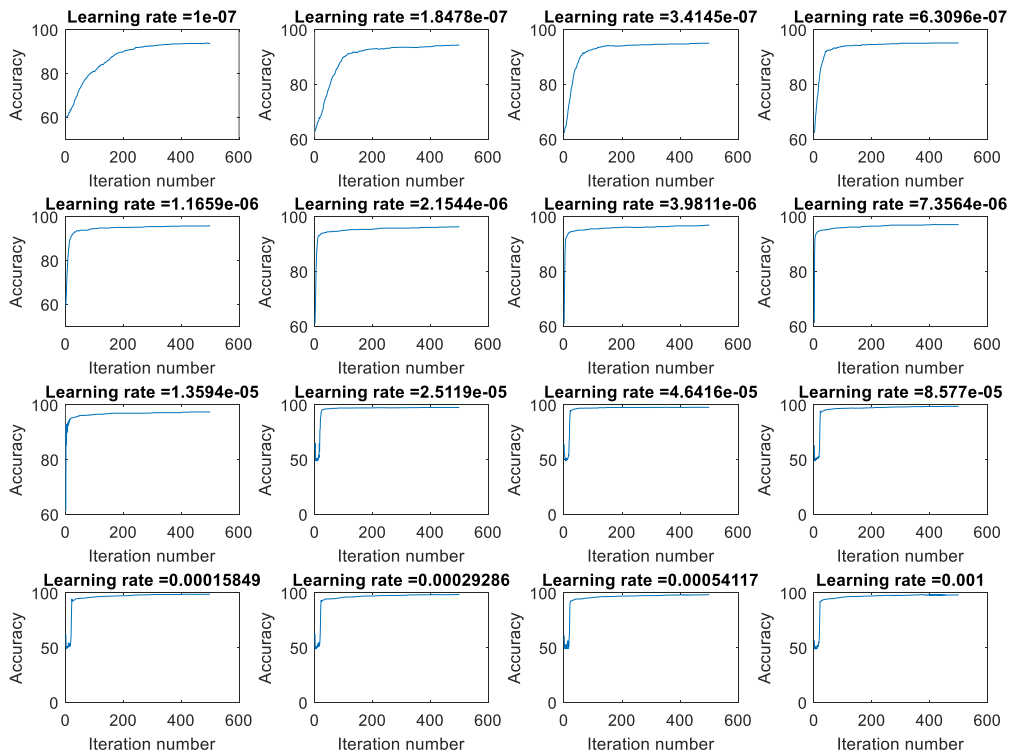 Learning rate =1e-07
100
80
60
Accuracy
0 200 400 600
Iteration number
Learning rate =1.8478e-07
100
80
60
Accuracy
0 200 400 600
Iteration number
Learning rate =3.4145e-07
100
80
60
Accuracy
0 200 400 600
Iteration number
Learning rate =6.3096e-07
100
80
60
Accuracy
0 200 400 600
Iteration number
Learning rate =1.1659e-06
100
80
60
Accuracy
0 200 400 600
Iteration number
Learning rate =2.1544e-06
100
80
60
Accuracy
0 200 400 600
Iteration number
Learning rate =3.9811e-06
100
80
60
Accuracy
0 200 400 600
Iteration number
Learning rate =7.3564e-06
100
80
60
Accuracy
0 200 400 600
Iteration number
Learning rate =1.3594e-05
100
80
60
Accuracy
0 200 400 600
Iteration number
Learning rate =2.5119e-05
100
50
0
Accuracy
0 200 400 600
Iteration number
Learning rate =4.6416e-05
100
50
0
Accuracy
0 200 400 600
Iteration number
Learning rate =8.577e-05
100
50
0
Accuracy
0 200 400 600
Iteration number
Learning rate =0.00015849
100
50
0
Accuracy
0 200 400 600
Iteration number
Learning rate =0.00029286
100
50
0
Accuracy
0 200 400 600
Iteration number
Learning rate =0.00054117
100
50
0
Accuracy
0 200 400 600
Iteration number
Learning rate =0.001
100
50
0
Accuracy
0 200 400 600
Iteration number